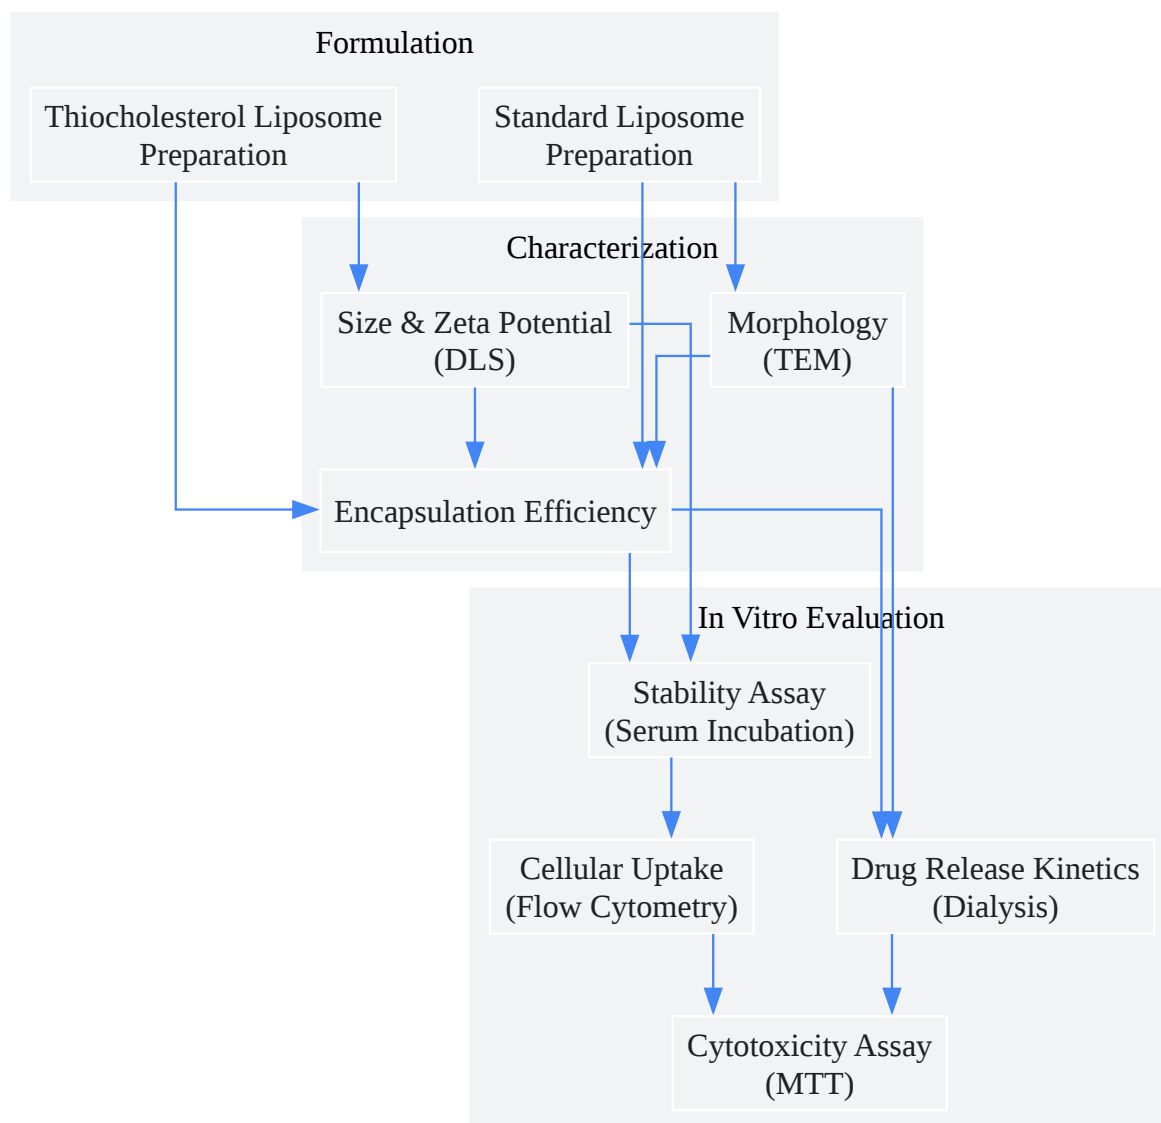 Formulation
Thiocholesterol Liposome
Preparation
Standard Liposome
Preparation
Characterization
Size & Zeta Potential
(DLS)
Morphology
(TEM)
Encapsulation Efficiency
In Vitro Evaluation
Stability Assay
(Serum Incubation)
Cellular Uptake
(Flow Cytometry)
Drug Release Kinetics
(Dialysis)
Cytotoxicity Assay
(MTT)